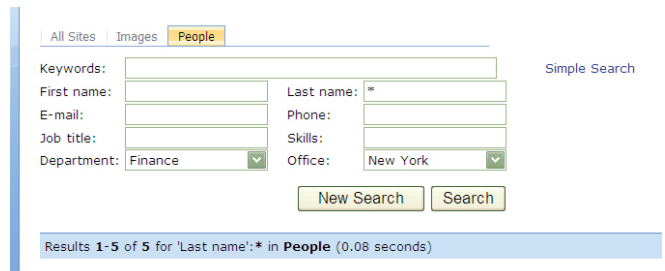 All Sites Images People
Keywords: Simple Search
First name: Last name: *
E-mail: Phone:
Job title: Skills:
Department: Finance Office: New York
New Search Search
Results 1-5 of 5 for 'Last name':* in People (0.08 seconds)